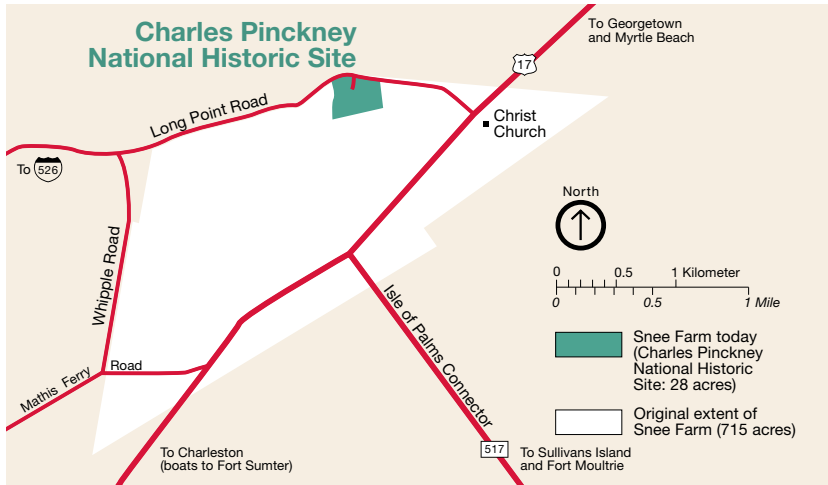 Charles Pinckney
National Historic Site
To Georgetown
and Myrtle Beach
17
Long Point Road
Christ
Church
To 526
North
Whipple Road
0 0.5 1 Kilometer
0 0.5 1 Mile
Isle of Palms Connector
Snee Farm today
(Charles Pinckney
National Historic
Site: 28 acres)
Mathis Ferry Road
Original extent of
Snee Farm (715 acres)
To Charleston
(boats to Fort Sumter)
517
To Sullivans Island
and Fort Moultrie